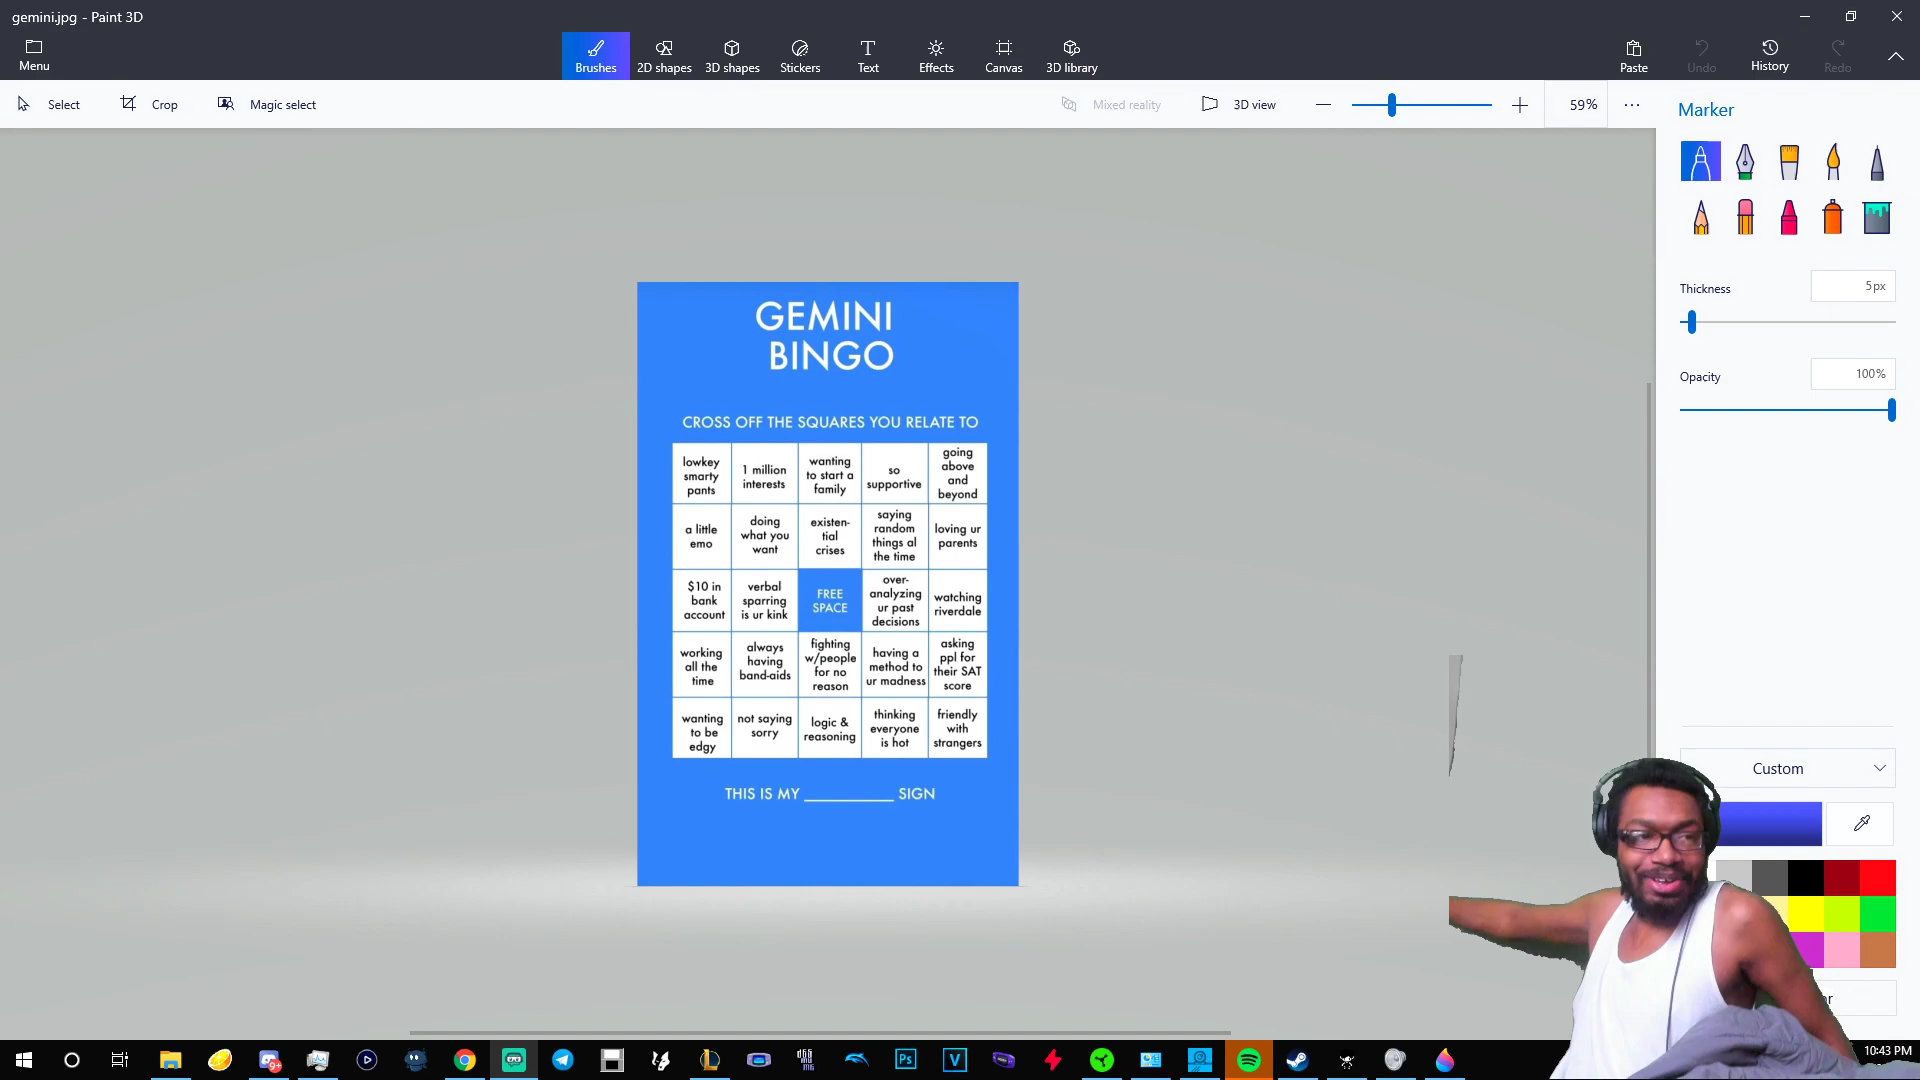 gemini.jpg - Paint 3D
Menu
Brushes
2D shapes
3D shapes
Stickers
Text
Effects
Canvas
3D library
Paste
Undo
History
Redo
Select
Crop
Magic select
Mixed reality
3D view
59%
Marker
Thickness
5px
Opacity
100%
Custom
GEMINI
BINGO
CROSS OFF THE SQUARES YOU RELATE TO
lowkey
smarty
pants
1 million
interests
wanting
to start a
family
so
supportive
going
above
and
beyond
a little
emo
doing
what you
want
existen-
tial
crises
saying
random
things al
the time
loving ur
parents
$10 in
bank
account
verbal
sparring
is ur kink
FREE
SPACE
over-
analyzing
ur past
decisions
watching
riverdale
working
all the
time
always
having
band-aids
fighting
w/people
for no
reason
having a
method to
ur madness
asking
ppl for
their SAT
score
wanting
to be
edgy
not saying
sorry
logic &
reasoning
thinking
everyone
is hot
friendly
with
strangers
THIS IS MY ___________ SIGN
9+
Ps
V
10:43 PM